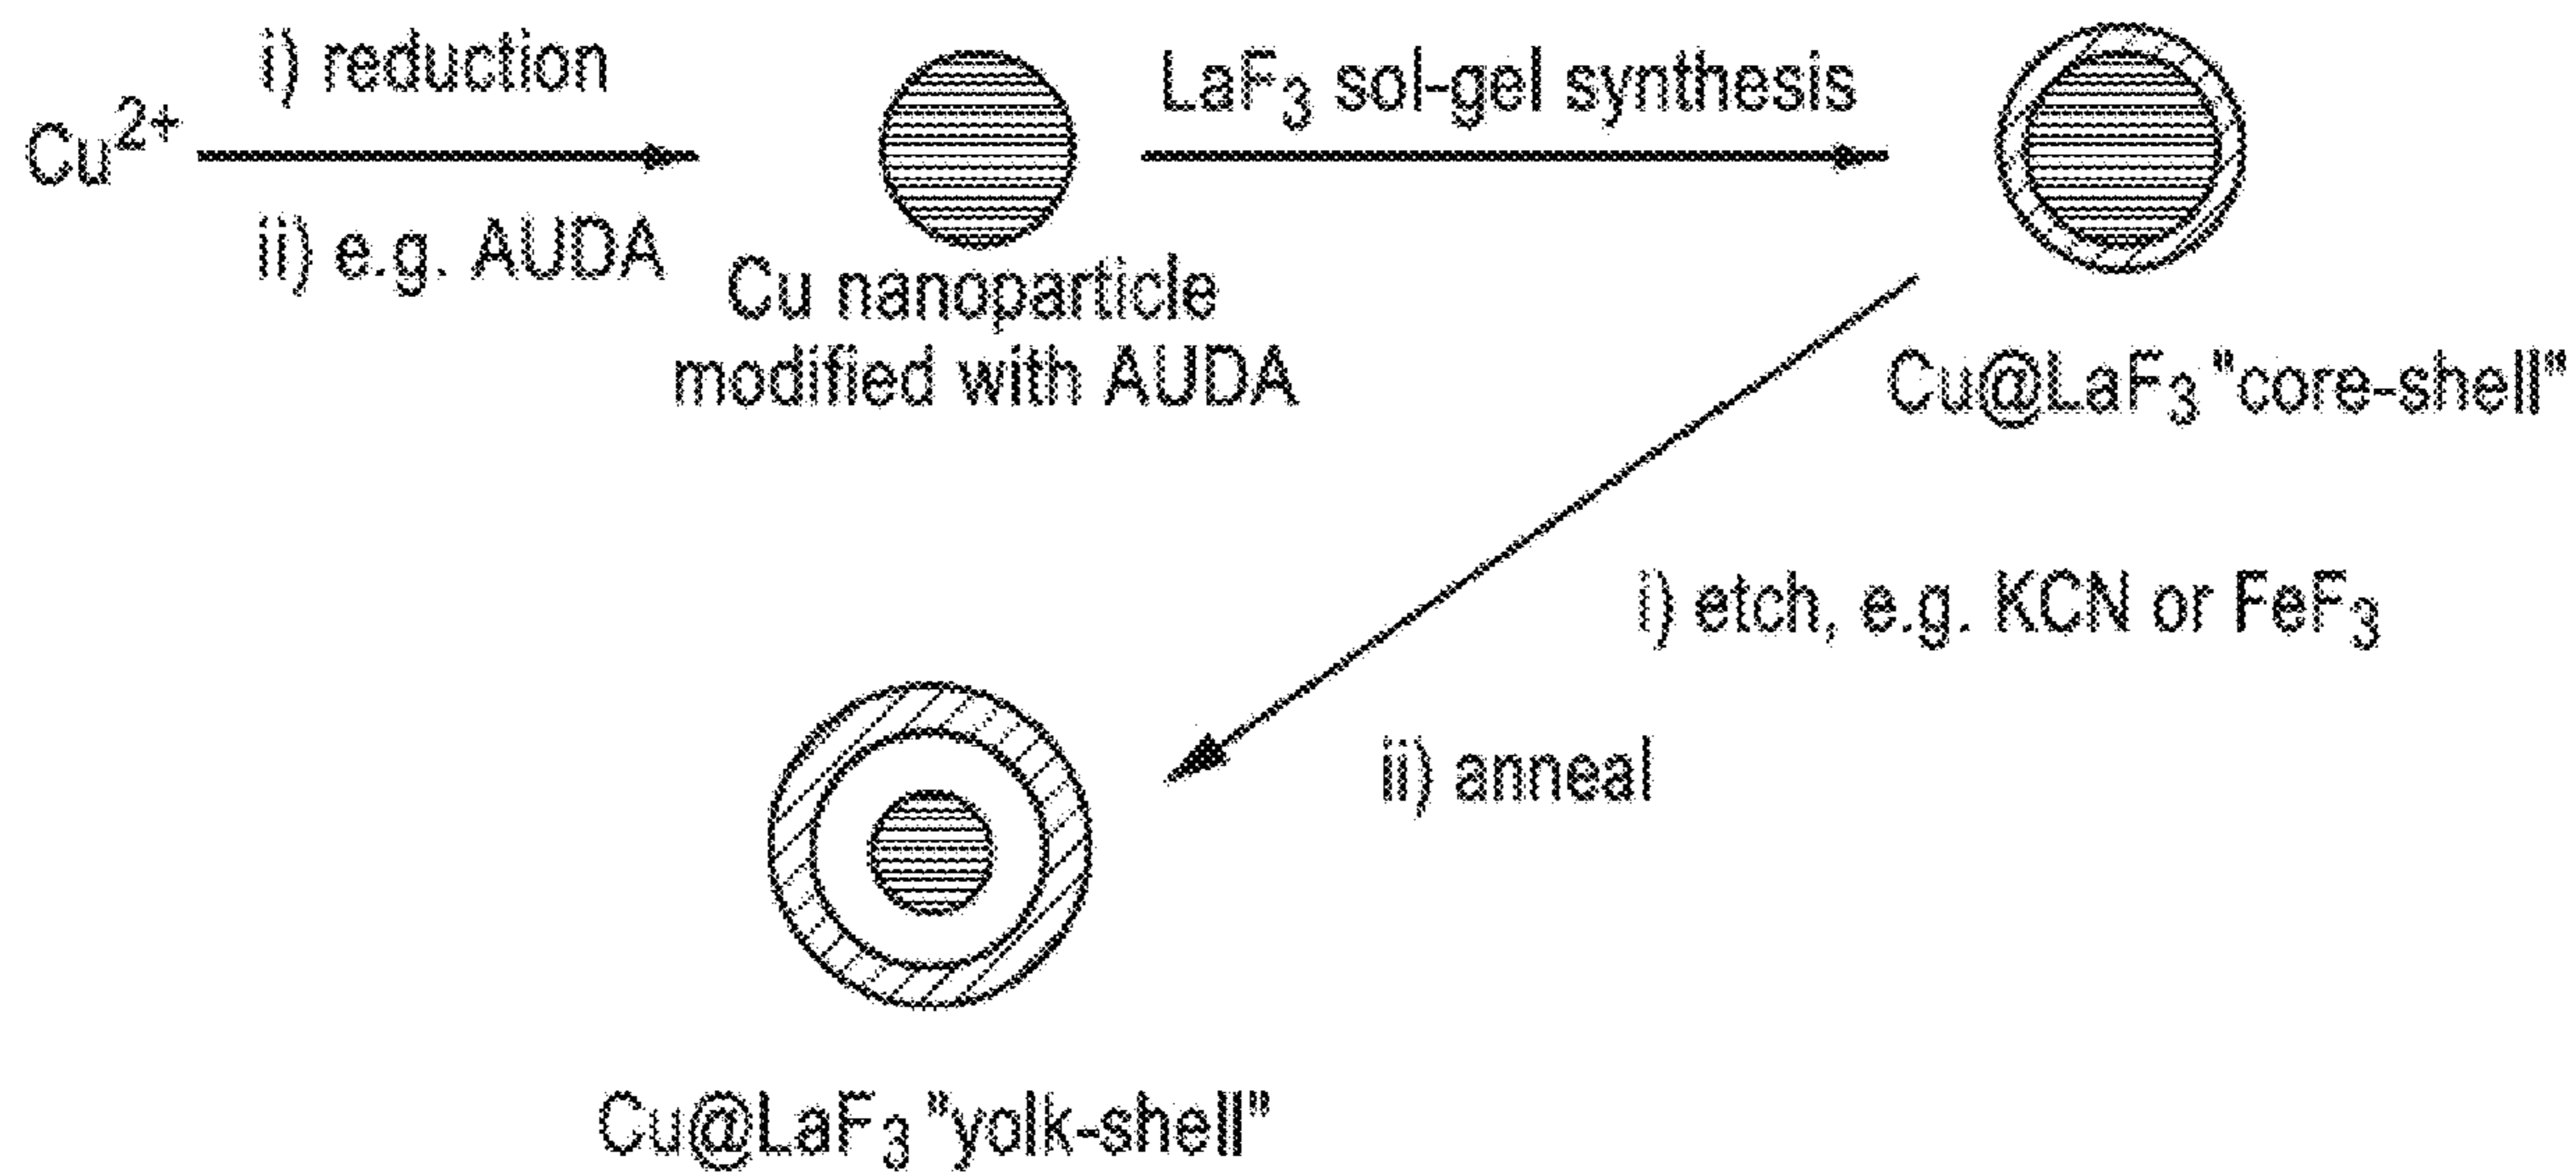 i) reduction
Cu²⁺
ii) e.g. AUDA
Cu nanoparticle
modified with AUDA
LaF₃ sol-gel synthesis
Cu@LaF₃ "core-shell"
i) etch, e.g. KCN or FeF₃
ii) anneal
Cu@LaF₃ "yolk-shell"